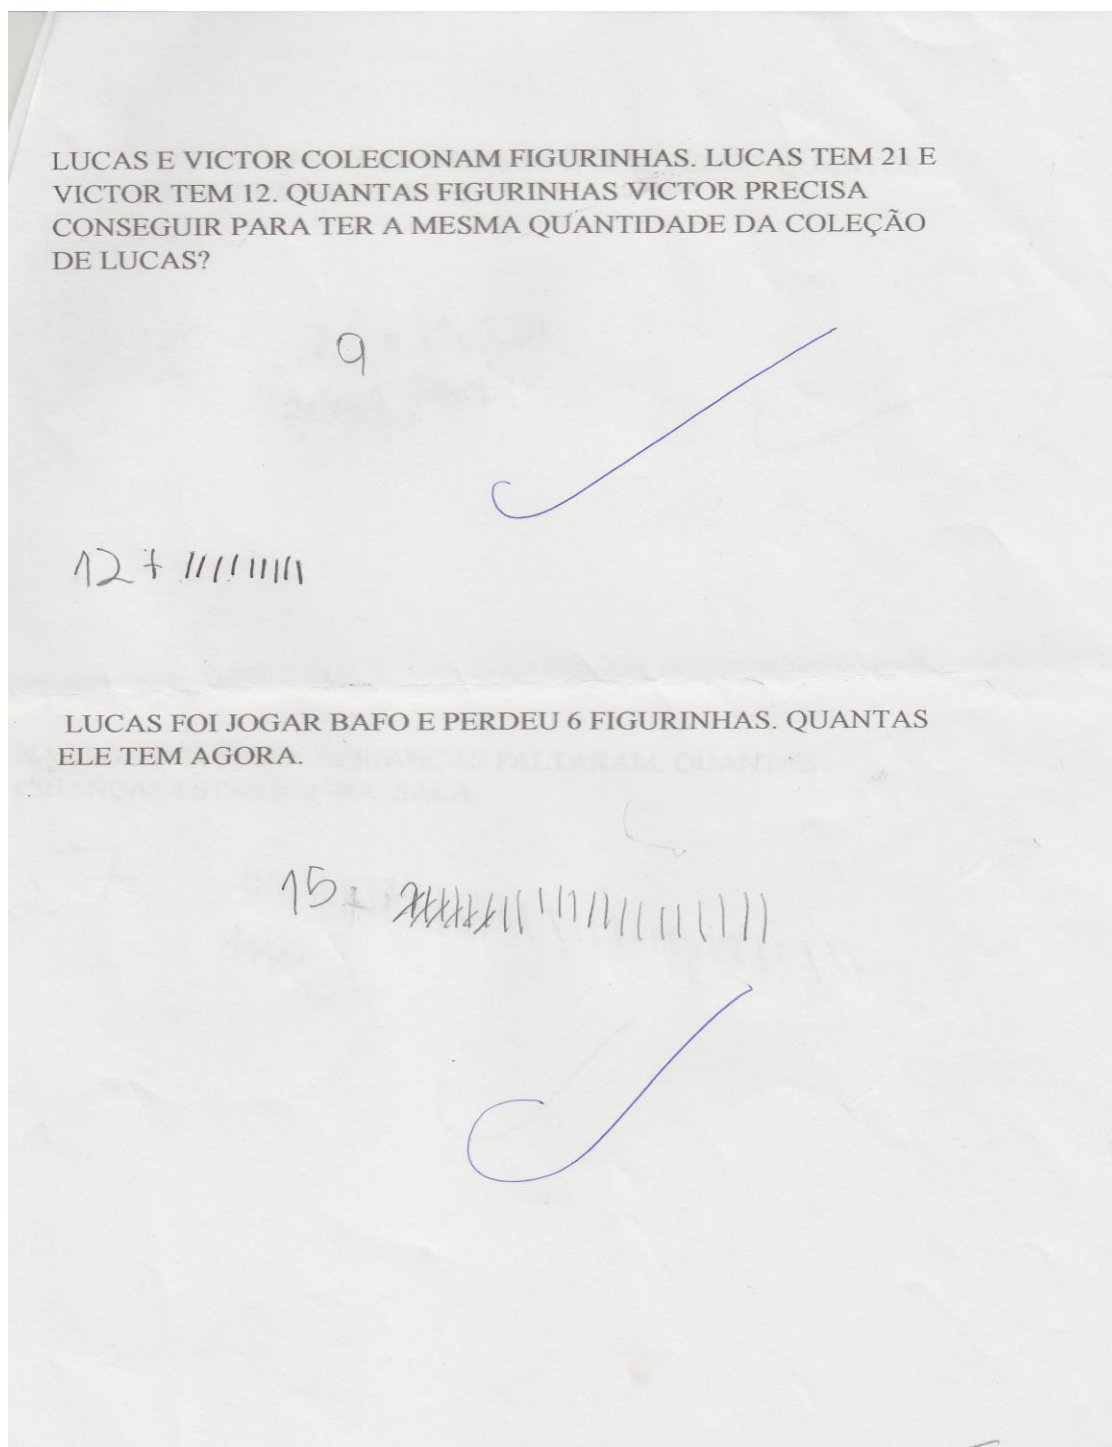 LUCAS E VICTOR COLECIONAM FIGURINHAS. LUCAS TEM 21 E
VICTOR TEM 12. QUANTAS FIGURINHAS VICTOR PRECISA
CONSEGUIR PARA TER A MESMA QUANTIDADE DA COLEÇÃO
DE LUCAS?
9
12 + |||||||||
LUCAS FOI JOGAR BAFO E PERDEU 6 FIGURINHAS. QUANTAS
ELE TEM AGORA.
15